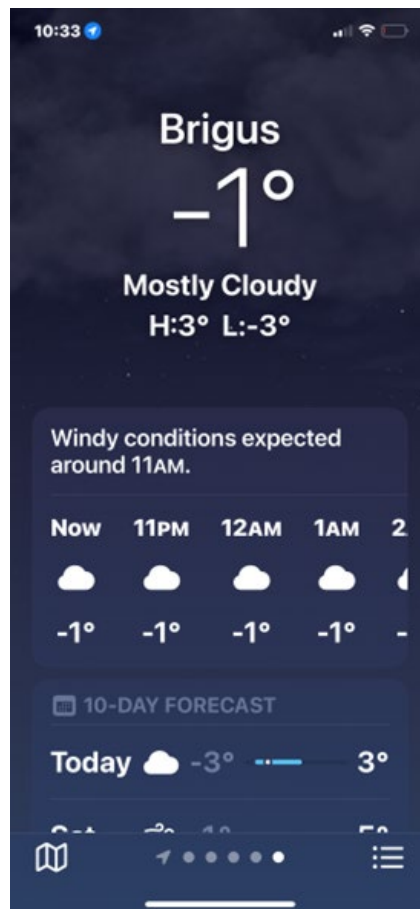 10:33
Brigus
-1°
Mostly Cloudy
H:3° L:-3°
Windy conditions expected
around 11AM.
Now 11PM 12AM 1AM 2
-1° -1° -1° -1° -
10-DAY FORECAST
Today -3° 3°